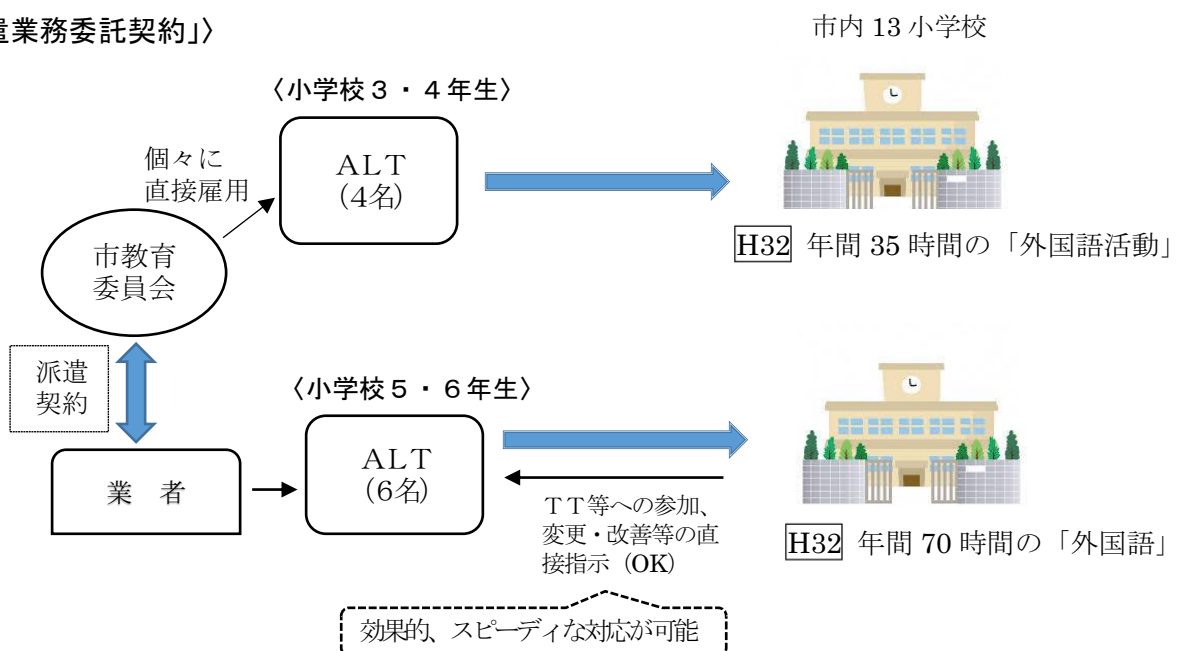 遣業務委託契約」〉
市内 13 小学校
〈小学校３・４年生〉
個々に
直接雇用
ＡＬＴ
(4名)
市教育
委員会
H32 年間 35 時間の「外国語活動」
派遣
契約
〈小学校５・６年生〉
業 者
ＡＬＴ
(6名)
ＴＴ等への参加、
変更・改善等の直
接指示（OK）
H32 年間 70 時間の「外国語」
効果的、スピーディな対応が可能